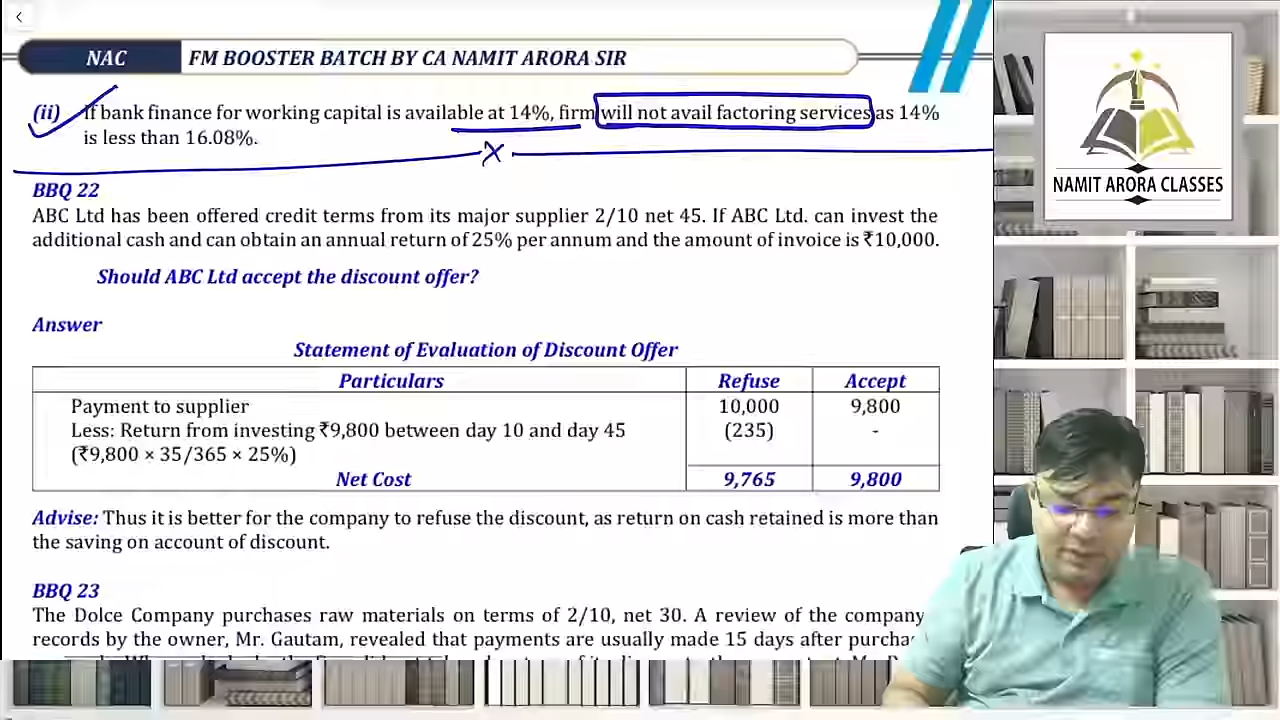 NAC FM BOOSTER BATCH BY CA NAMIT ARORA SIR
(ii) If bank finance for working capital is available at 14%, firm will not avail factoring services as 14%
is less than 16.08%.
BBQ 22
ABC Ltd has been offered credit terms from its major supplier 2/10 net 45. If ABC Ltd. can invest the
additional cash and can obtain an annual return of 25% per annum and the amount of invoice is ₹10,000.
Should ABC Ltd accept the discount offer?
Answer
Statement of Evaluation of Discount Offer
Particulars Refuse Accept
Payment to supplier 10,000 9,800
Less: Return from investing ₹9,800 between day 10 and day 45 (235) -
(₹9,800 × 35/365 × 25%)
Net Cost 9,765 9,800
Advise: Thus it is better for the company to refuse the discount, as return on cash retained is more than
the saving on account of discount.
BBQ 23
The Dolce Company purchases raw materials on terms of 2/10, net 30. A review of the company
records by the owner, Mr. Gautam, revealed that payments are usually made 15 days after
NAMIT ARORA CLASSES